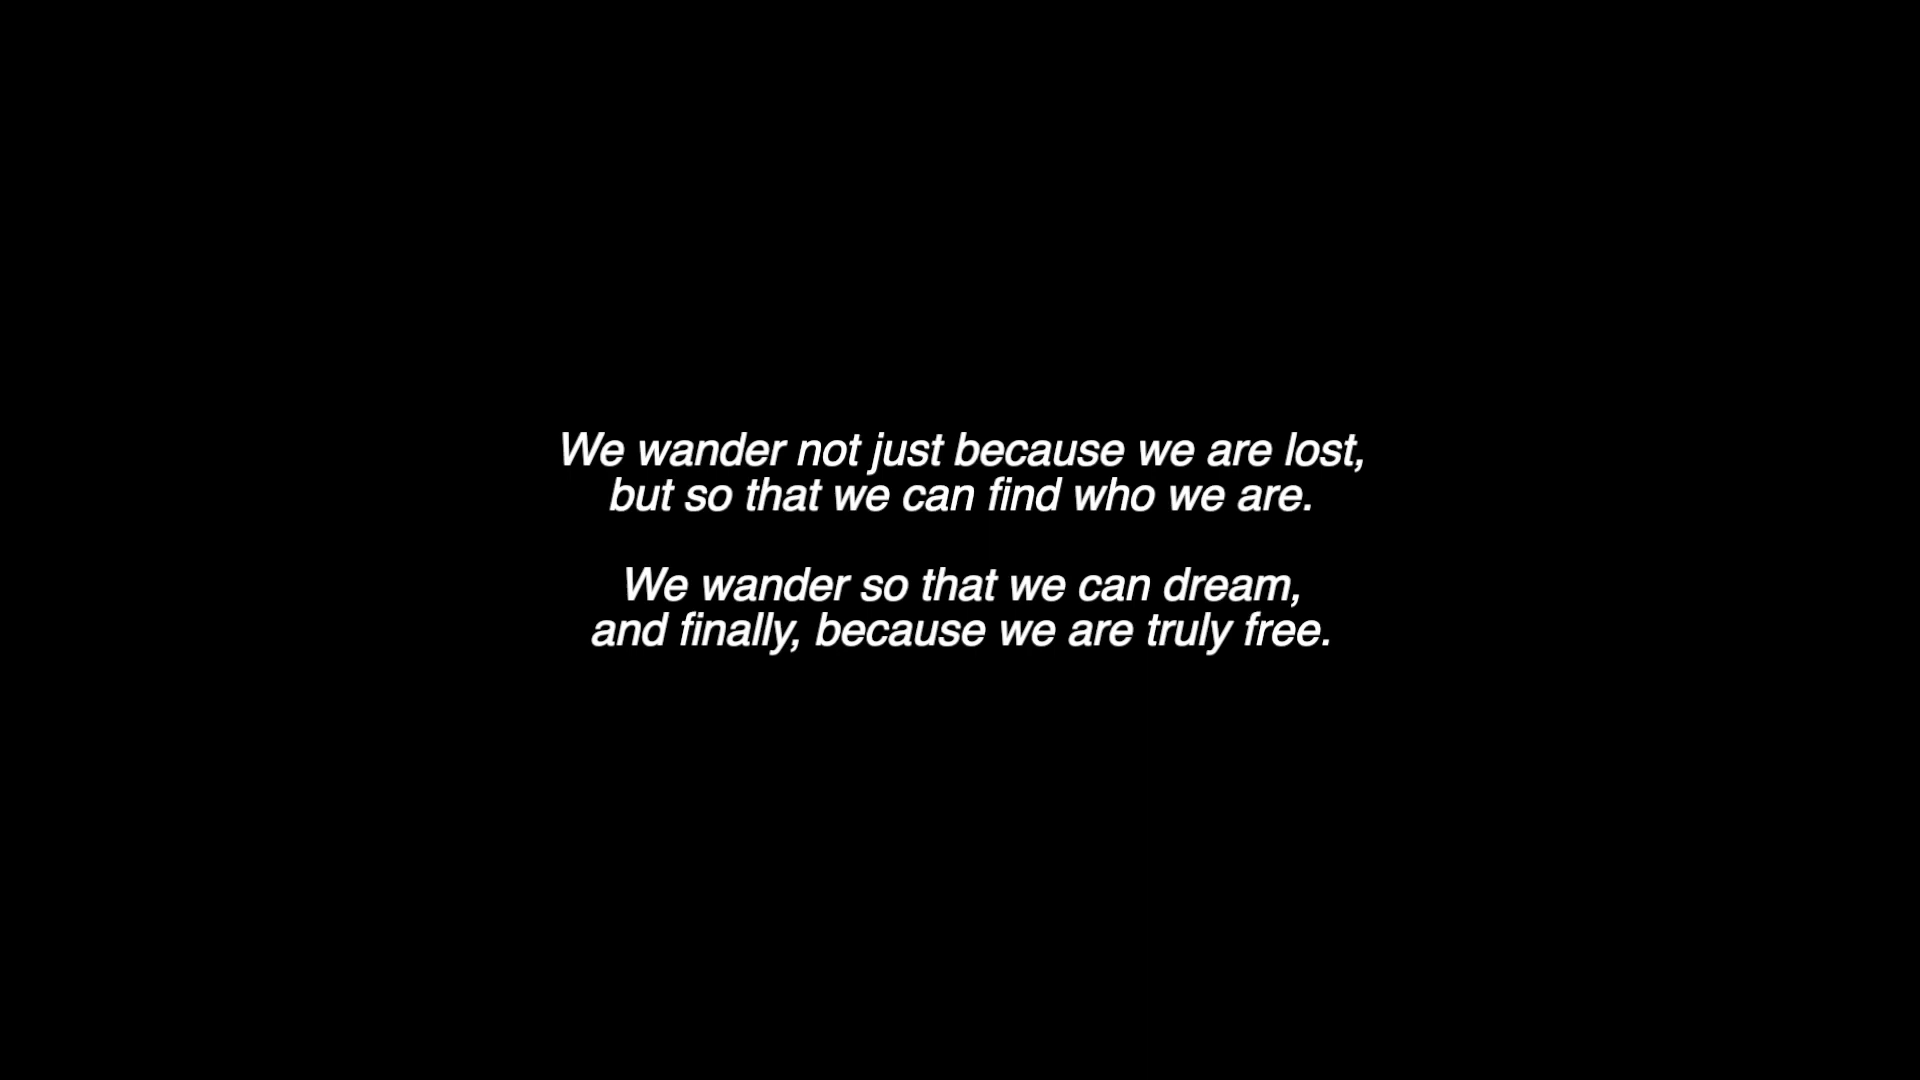 We wander not just because we are lost,
but so that we can find who we are.
We wander so that we can dream,
and finally, because we are truly free.